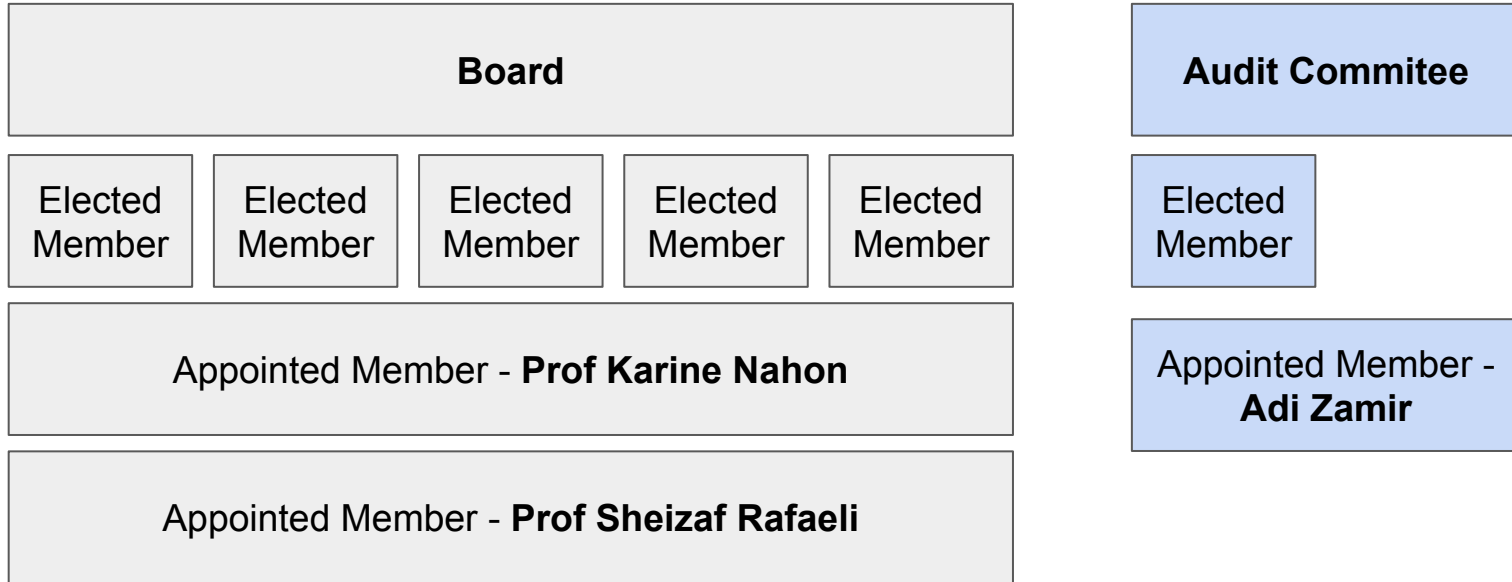 Board
Elected
Member
Elected
Member
Elected
Member
Elected
Member
Elected
Member
Appointed Member - Prof Karine Nahon
Appointed Member - Prof Sheizaf Rafaeli
Audit Commitee
Elected
Member
Appointed Member -
Adi Zamir